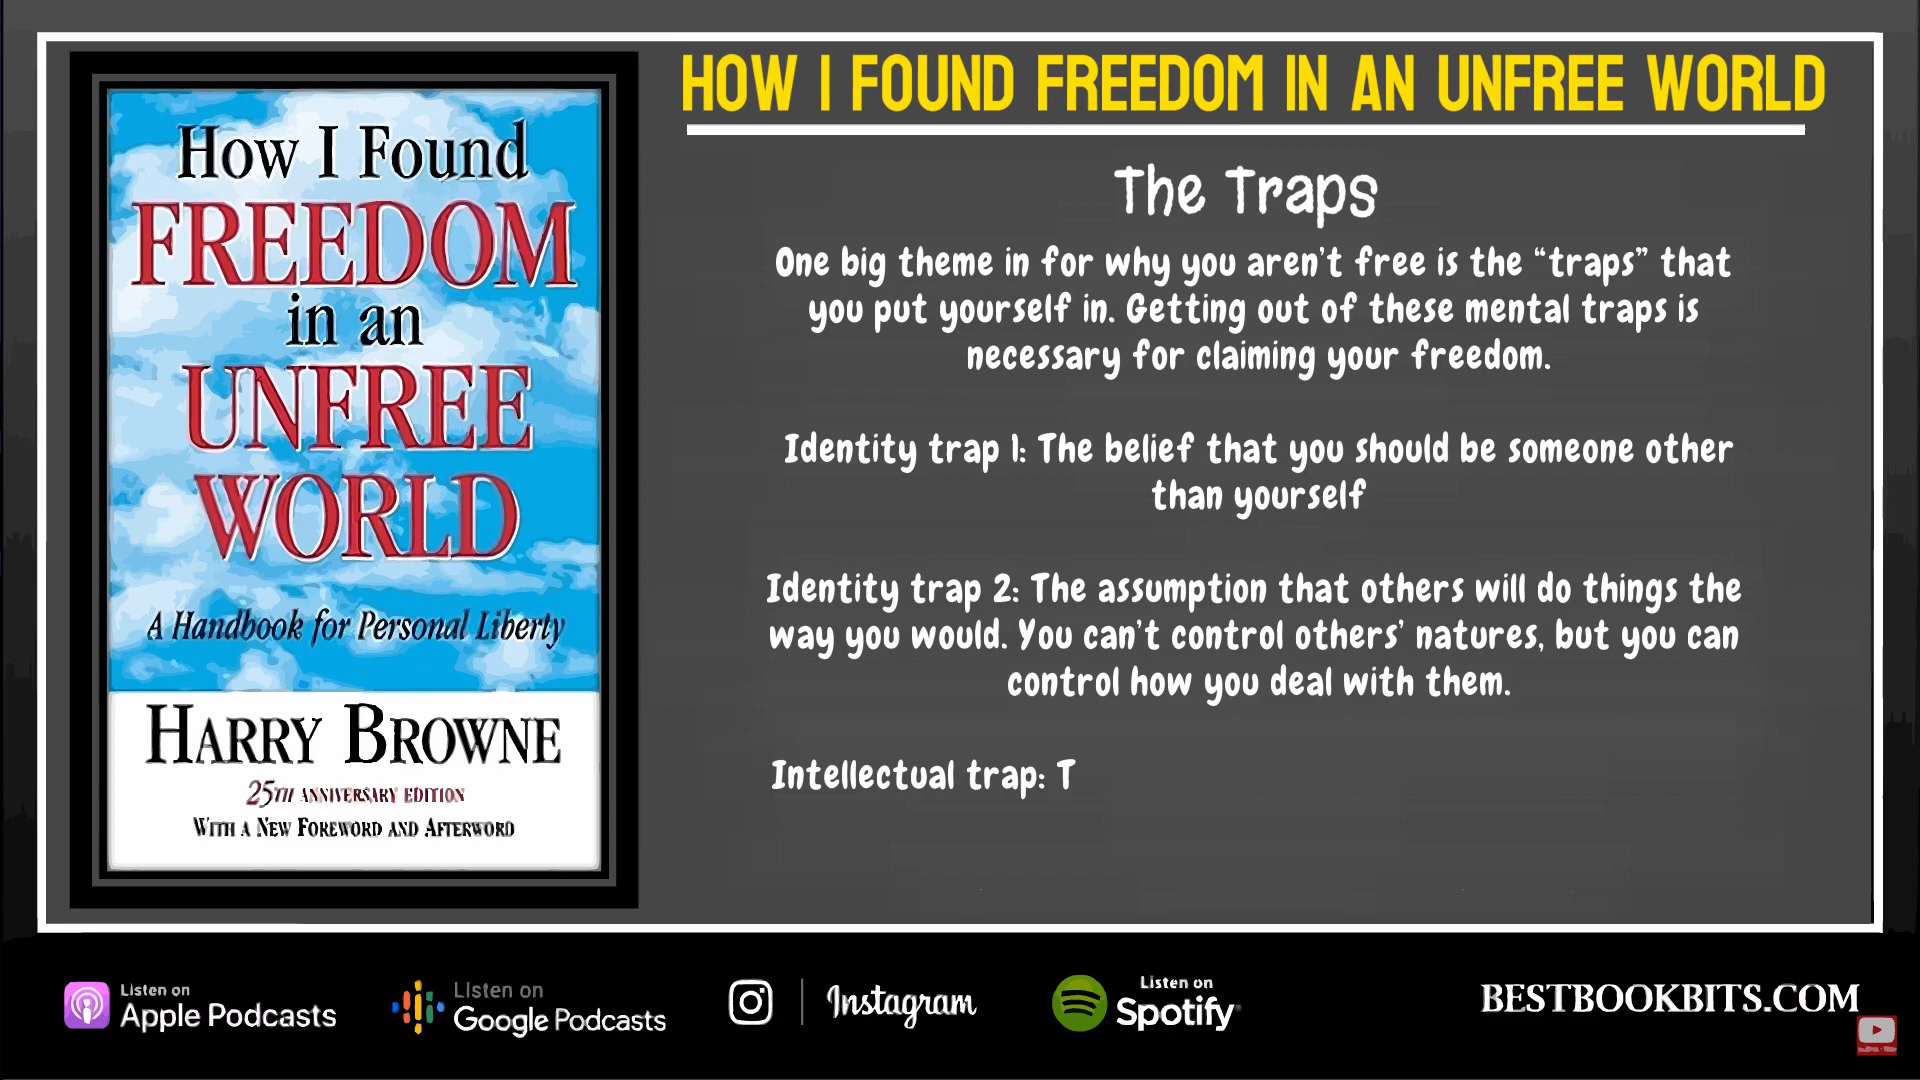 How I Found
FREEDOM
in an
UNFREE
WORLD
A Handbook for Personal Liberty
HARRY BROWNE
25TH ANNIVERSARY EDITION
WITH A NEW FOREWORD AND AFTERWORD
HOW I FOUND FREEDOM IN AN UNFREE WORLD
The Traps
One big theme in for why you aren't free is the “traps” that
you put yourself in. Getting out of these mental traps is
necessary for claiming your freedom.
Identity trap 1: The belief that you should be someone other
than yourself
Identity trap 2: The assumption that others will do things the
way you would. You can't control others' natures, but you can
control how you deal with them.
Intellectual trap: T
Listen on
Apple Podcasts
Listen on
Google Podcasts
Instagram
Listen on
Spotify
BESTBOOKBITS.COM